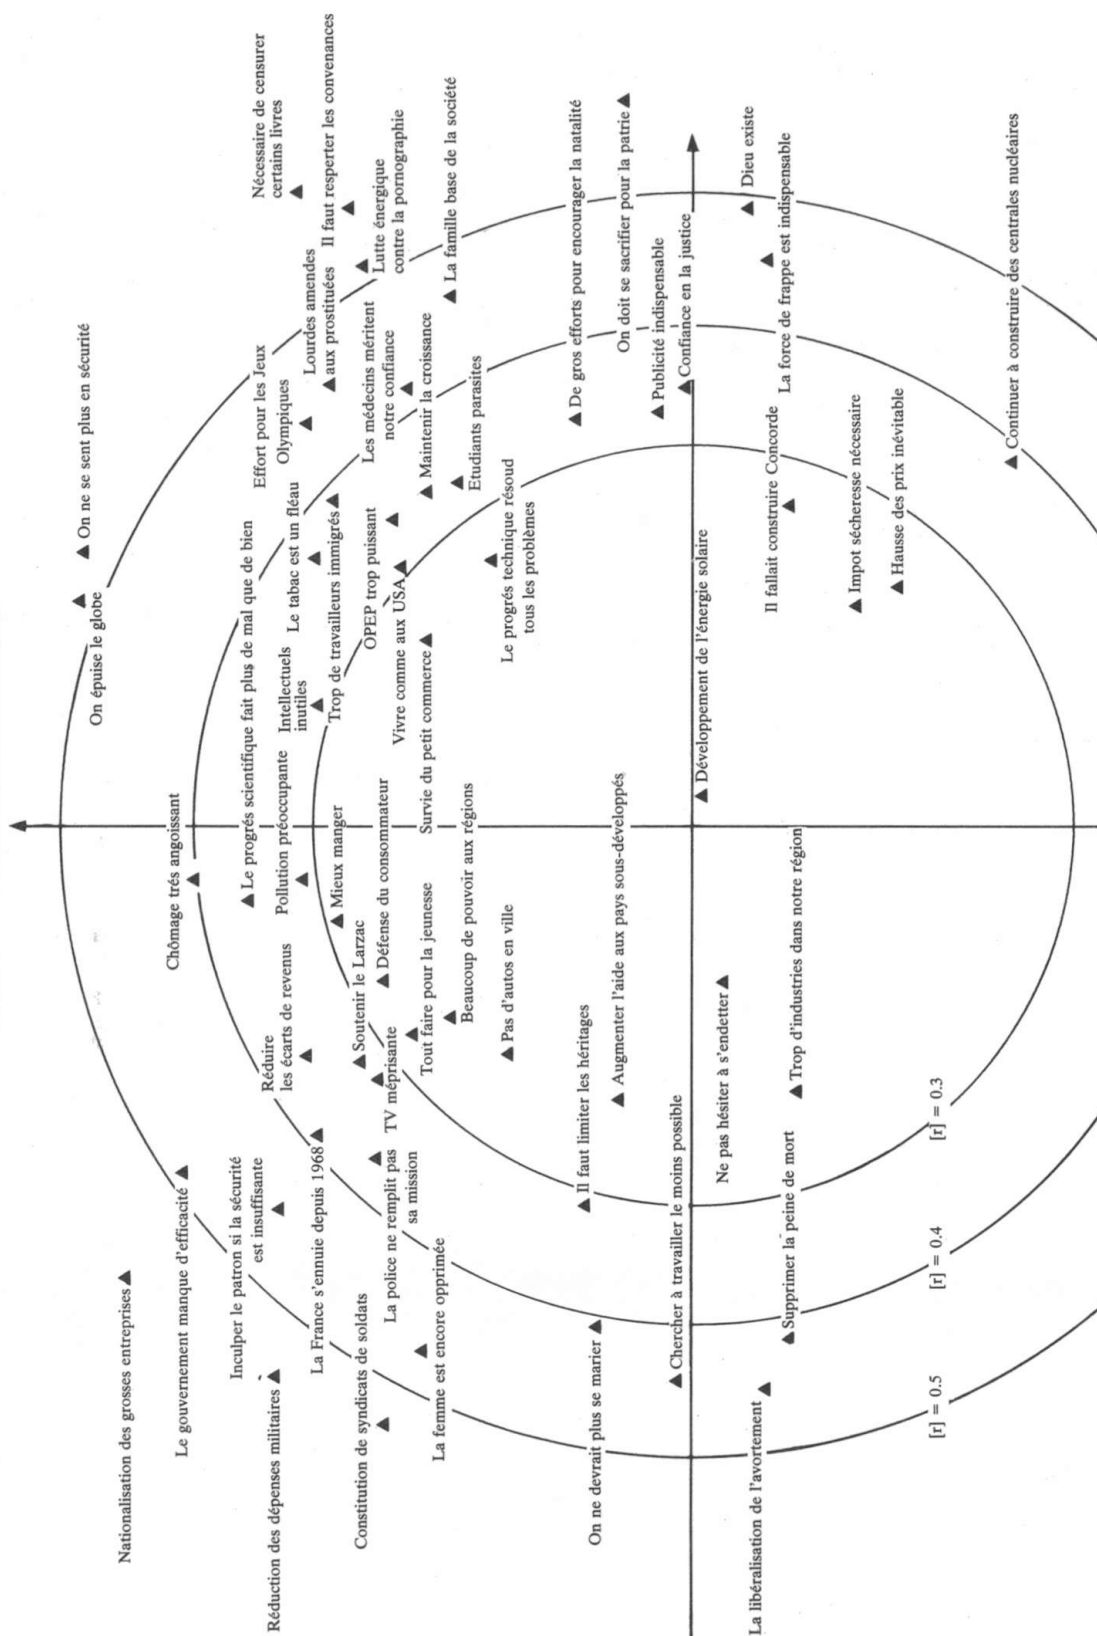 Nécessaire de censurer
certains livres
Il faut resperter les convenances
On ne se sent plus en sécurité
On épuise le globe
Lourdes amendes
aux prostituées
Lutte énergique
contre la pornographie
La famille base de la société
Effort pour les Jeux
Olympiques
Les médecins méritent
notre confiance
Maintenir la croissance
Etudiants parasites
Chômage trés angoissant
Le progrés scientifique fait plus de mal que de bien
Le tabac est un fléau
Intellectuels
inutiles
Trop de travailleurs immigrés
OPEP trop puissant
Vivre comme aux USA
Survie du petit commerce
Le progrés technique résoud
tous les problèmes
De gros efforts pour encourager la natalité
On doit se sacrifier pour la patrie
Publicité indispensable
Confiance en la justice
Dieu existe
La force de frappe est indispensable
Continuer à construire des centrales nucléaires
Il fallait construire Concorde
Impot sécheresse nécessaire
Hausse des prix inévitable
Développement de l'énergie solaire
Pollution préoccupante
Mieux manger
Défense du consommateur
Réduire
les écarts de revenus
Soutenir le Larzac
TV méprisante
Tout faire pour la jeunesse
Beaucoup de pouvoir aux régions
Pas d'autos en ville
Nationalisation des grosses entreprises
Le gouvernement manque d'efficacité
Inculper le patron si la sécurité
est insuffisante
Réduction des dépenses militaires
La France s'ennuie depuis 1968
La police ne remplit pas
sa mission
Constitution de syndicats de soldats
La femme est encore opprimée
Il faut limiter les héritages
Augmenter l'aide aux pays sous-développés
On ne devrait plus se marier
Chercher à travailler le moins possible
Ne pas hésiter à s'endetter
Trop d'industries dans notre région
Supprimer la peine de mort
La libéralisation de l'avortement
[r] = 0.3
[r] = 0.4
[r] = 0.5